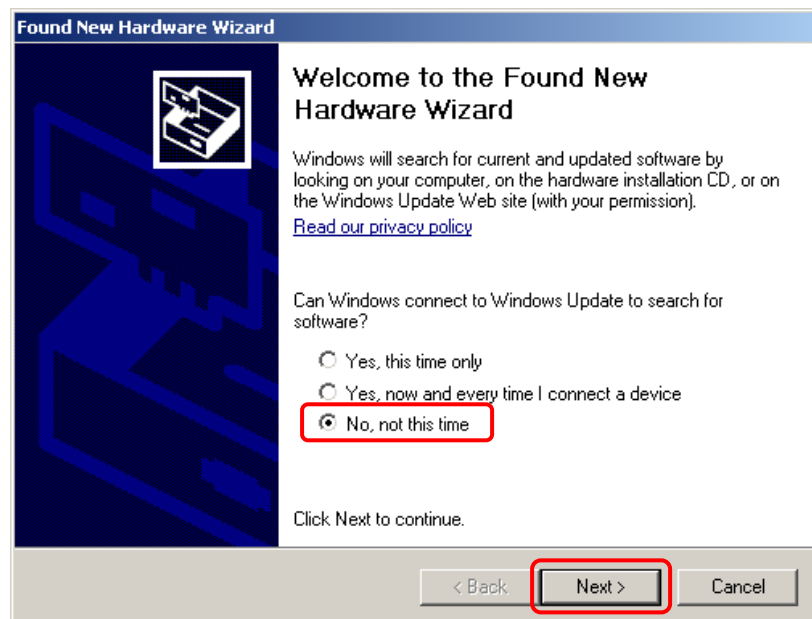 Found New Hardware Wizard
Welcome to the Found New
Hardware Wizard
Windows will search for current and updated software by
looking on your computer, on the hardware installation CD, or on
the Windows Update Web site (with your permission).
Read our privacy policy
Can Windows connect to Windows Update to search for
software?
Yes, this time only
Yes, now and every time I connect a device
No, not this time
Click Next to continue.
< Back Next > Cancel